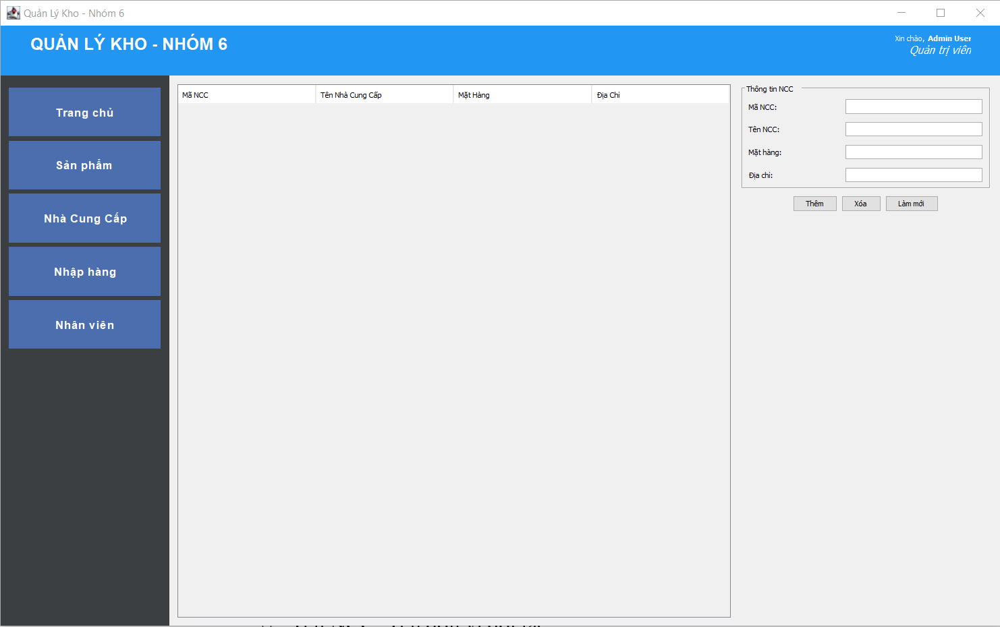 Quản Lý Kho - Nhóm 6
QUẢN LÝ KHO - NHÓM 6
Xin chào, Admin User
Quản trị viên
Trang chủ
Sản phẩm
Nhà Cung Cấp
Nhập hàng
Nhân viên
Mã NCC
Tên Nhà Cung Cấp
Mặt Hàng
Địa Chỉ
Thông tin NCC
Mã NCC:
Tên NCC:
Mặt hàng:
Địa chỉ:
Thêm
Xóa
Làm mới